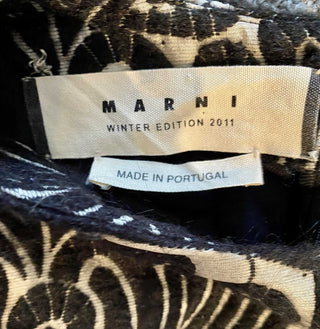 MARNI
WINTER EDITION 2011
MADE IN PORTUGAL